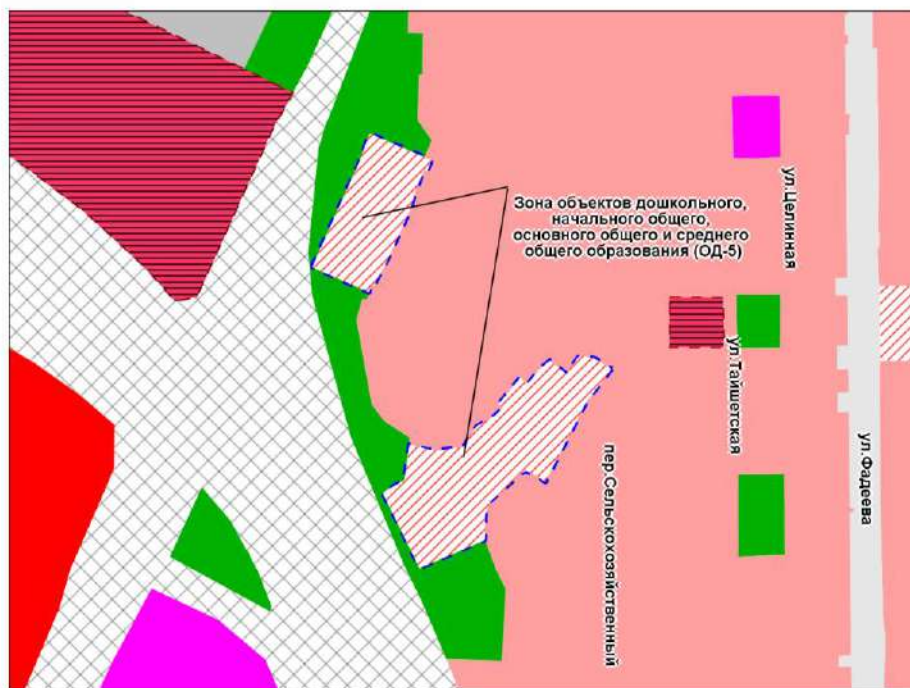 Зона объектов дошкольного,
начального общего,
основного общего и среднего
общего образования (ОД-5)
ул.Целинная
ул.Тайшетская
ул.Фадеева
пер.Сельскохозяйственный